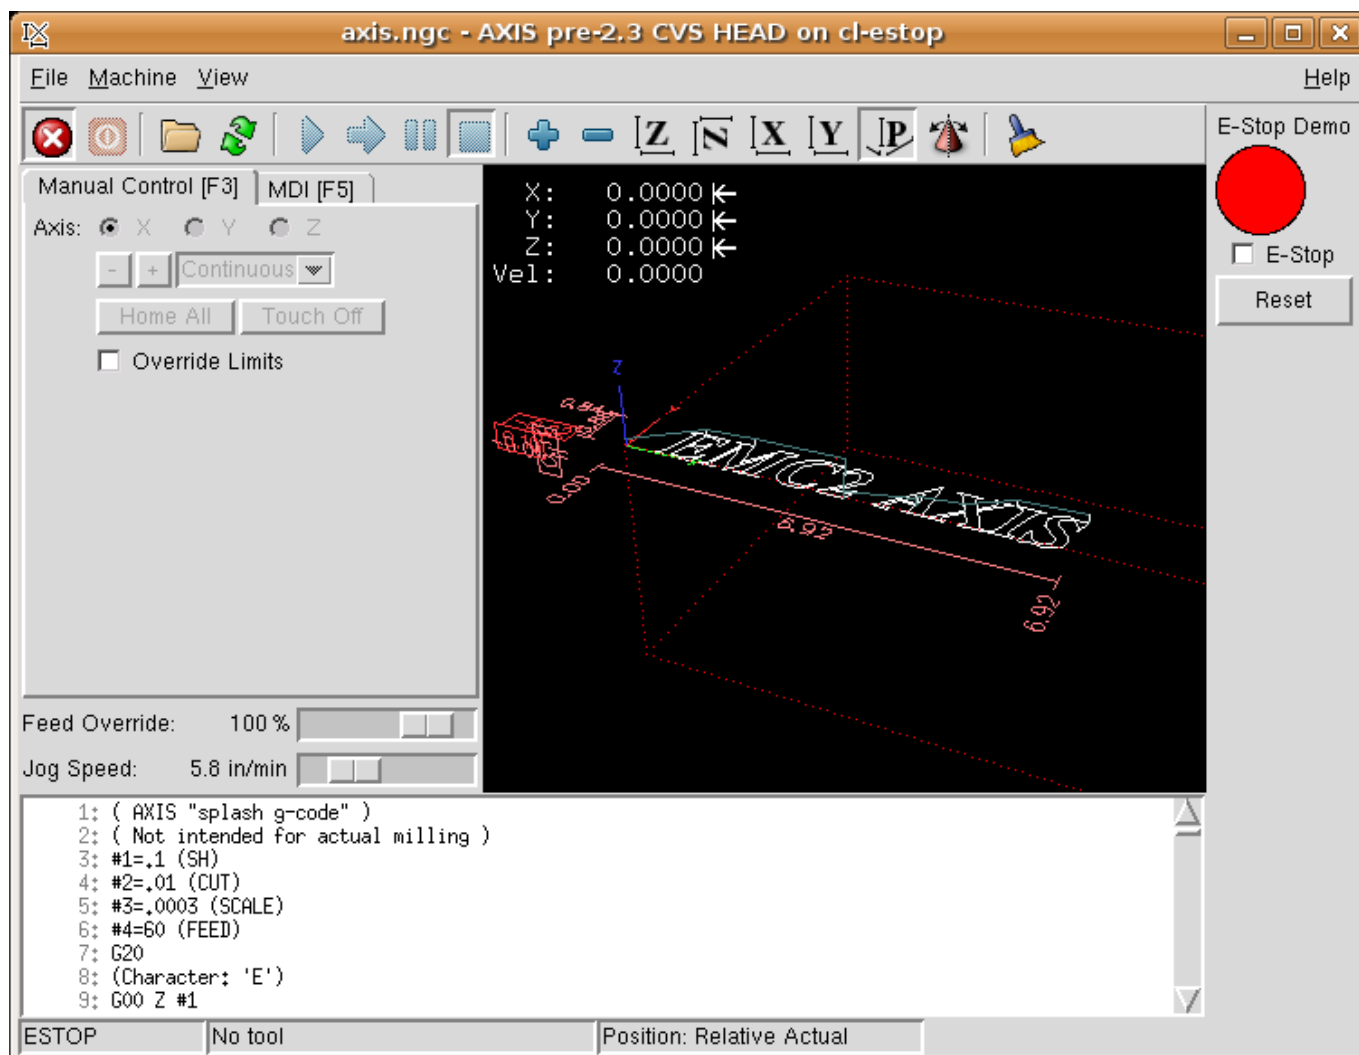 axis.ngc - AXIS pre-2.3 CVS HEAD on cl-estop
File Machine View Help
Z N X Y P
E-Stop Demo
E-Stop
Reset
Manual Control [F3] MDI [F5]
Axis: X Y Z
- + Continuous
Home All Touch Off
Override Limits
X: 0.0000
Y: 0.0000
Z: 0.0000
Vel: 0.0000
Z
EMC2 AXIS
0.00
6.92
6.92
Feed Override: 100 %
Jog Speed: 5.8 in/min
1: ( AXIS "splash g-code" )
2: ( Not intended for actual milling )
3: #1=.1 (SH)
4: #2=.01 (CUT)
5: #3=.0003 (SCALE)
6: #4=60 (FEED)
7: G20
8: (Character: 'E')
9: G00 Z #1
ESTOP No tool Position: Relative Actual